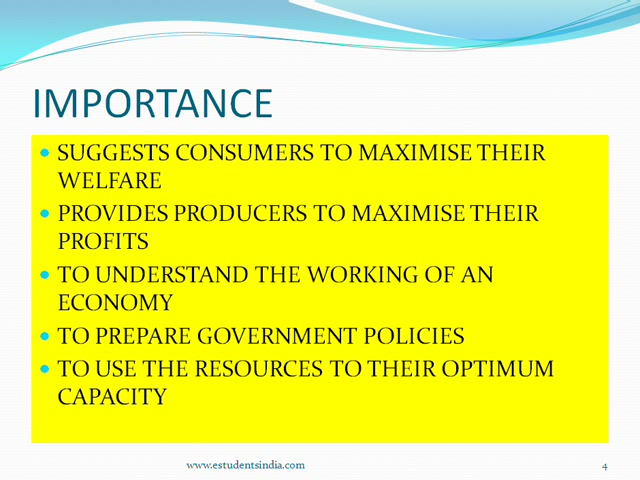 IMPORTANCE
SUGGESTS CONSUMERS TO MAXIMISE THEIR
WELFARE
PROVIDES PRODUCERS TO MAXIMISE THEIR
PROFITS
TO UNDERSTAND THE WORKING OF AN
ECONOMY
TO PREPARE GOVERNMENT POLICIES
TO USE THE RESOURCES TO THEIR OPTIMUM
CAPACITY
www.estudentsindia.com
4